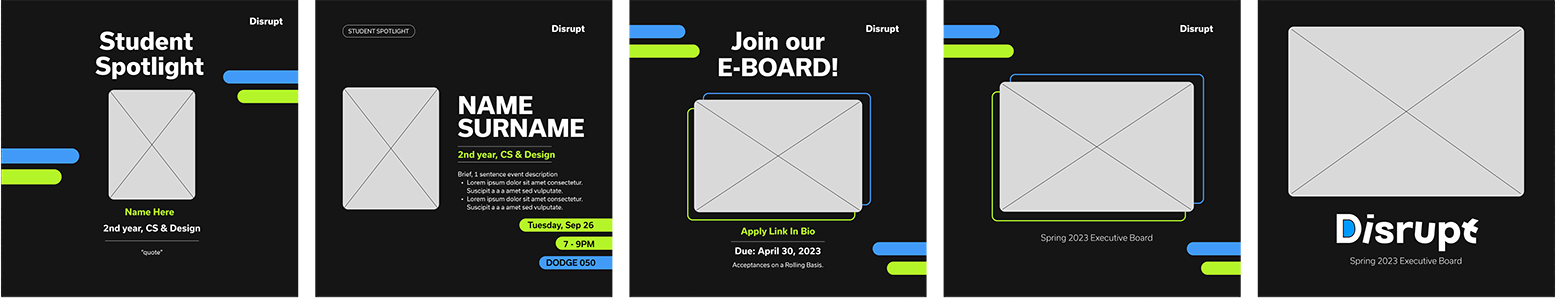 Disrupt
Student
Spotlight
Name Here
2nd year, CS & Design
"quote"
STUDENT SPOTLIGHT
Disrupt
NAME
SURNAME
2nd year, CS & Design
Brief, 1 sentence event description
• Lorem ipsum dolor sit amet consectetur.
Suscipit a a a amet sed vulputate.
• Lorem ipsum dolor sit amet consectetur.
Suscipit a a a amet sed vulputate.
Tuesday, Sep 26
7 - 9PM
DODGE 050
Disrupt
Join our
E-BOARD!
Apply Link In Bio
Due: April 30, 2023
Acceptances on a Rolling Basis.
Disrupt
Spring 2023 Executive Board
Disrupt
Spring 2023 Executive Board